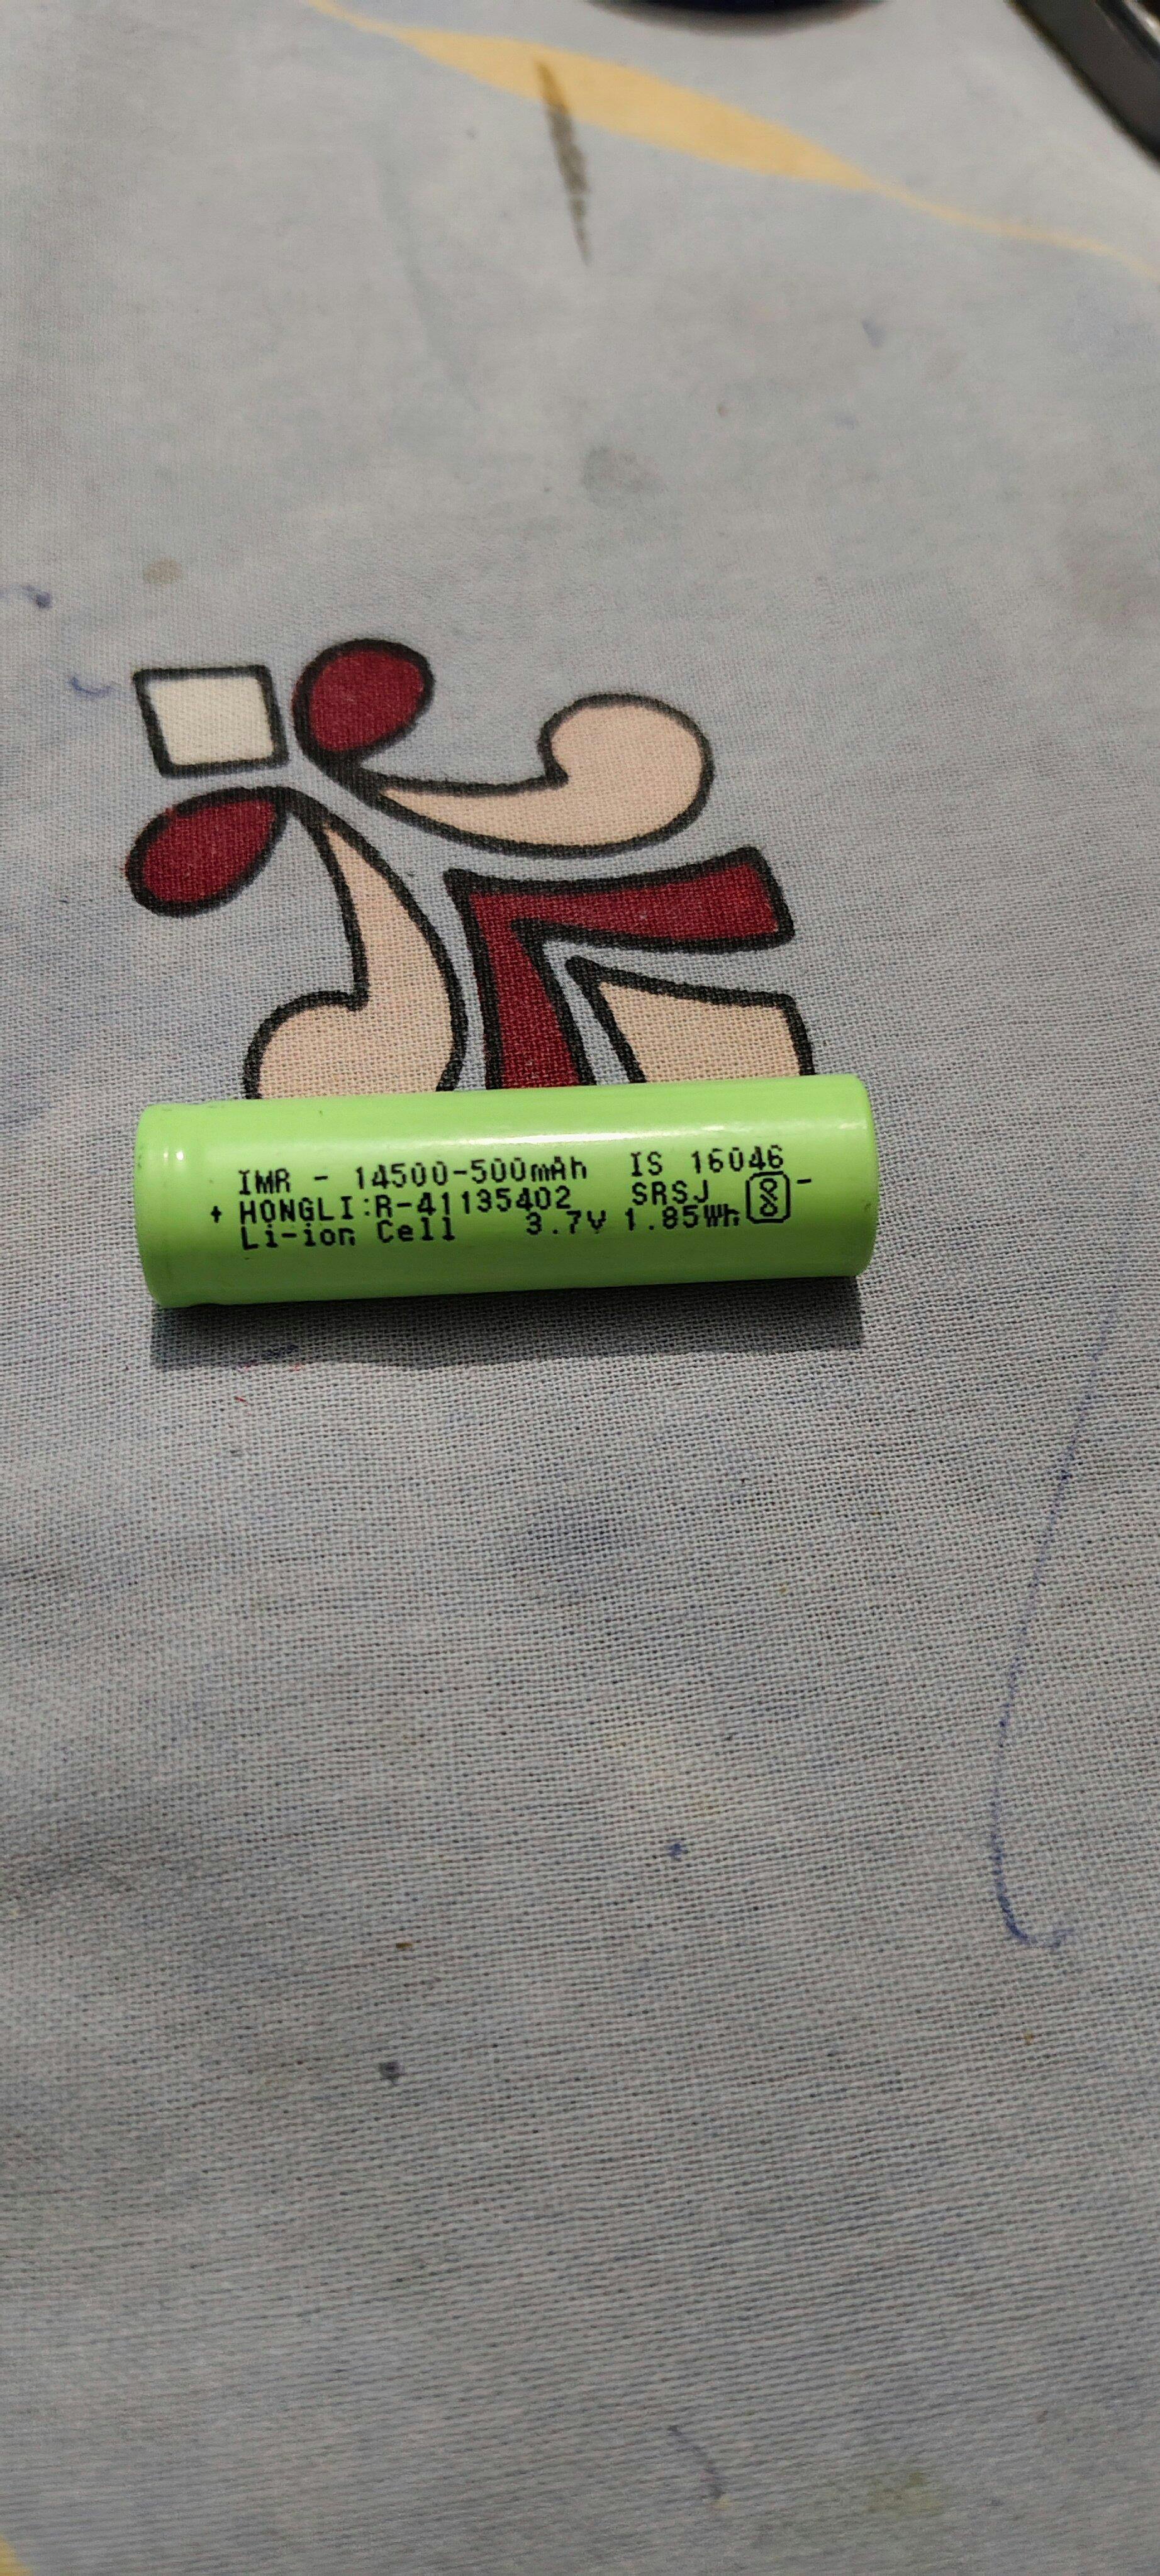 IMR - 14500-500mAh IS 16046
+ HONGLI:R-41135402 SRSJ -
Li-ion Cell 3.7V 1.85Wh